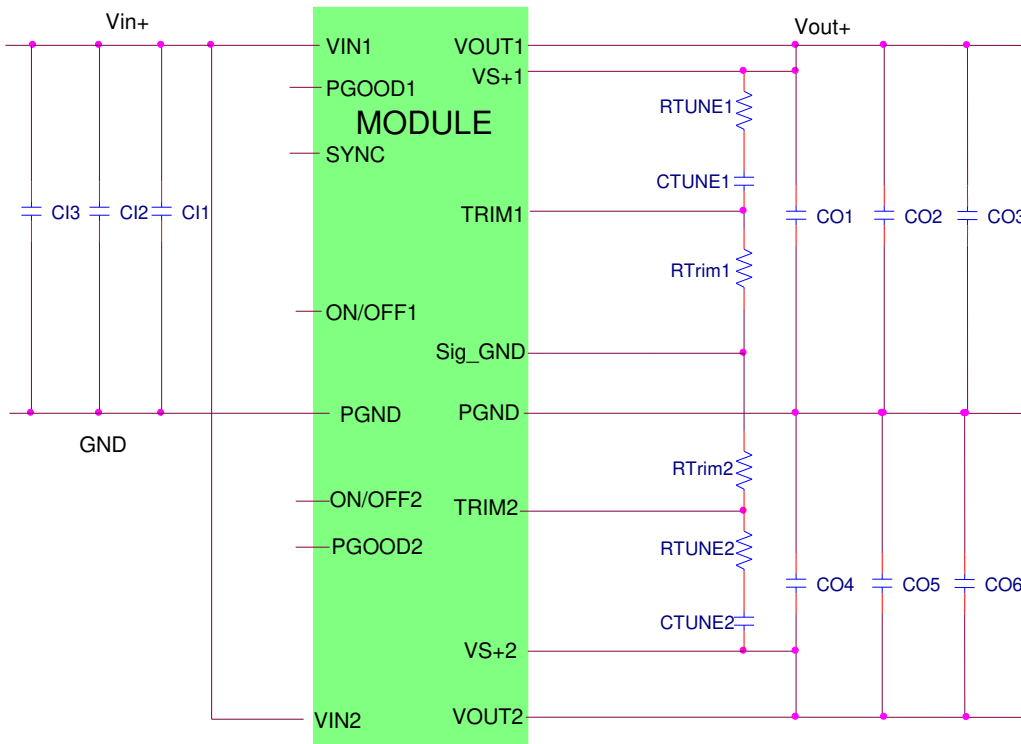 Vin+
Vout+
VIN1
VOUT1
VS+1
PGOOD1
RTUNE1
MODULE
SYNC
CTUNE1
TRIM1
CI3
CI2
CI1
CO1
CO2
CO3
RTrim1
ON/OFF1
Sig_GND
PGND
PGND
GND
RTrim2
ON/OFF2
TRIM2
PGOOD2
RTUNE2
CO4
CO5
CO6
CTUNE2
VS+2
VIN2
VOUT2